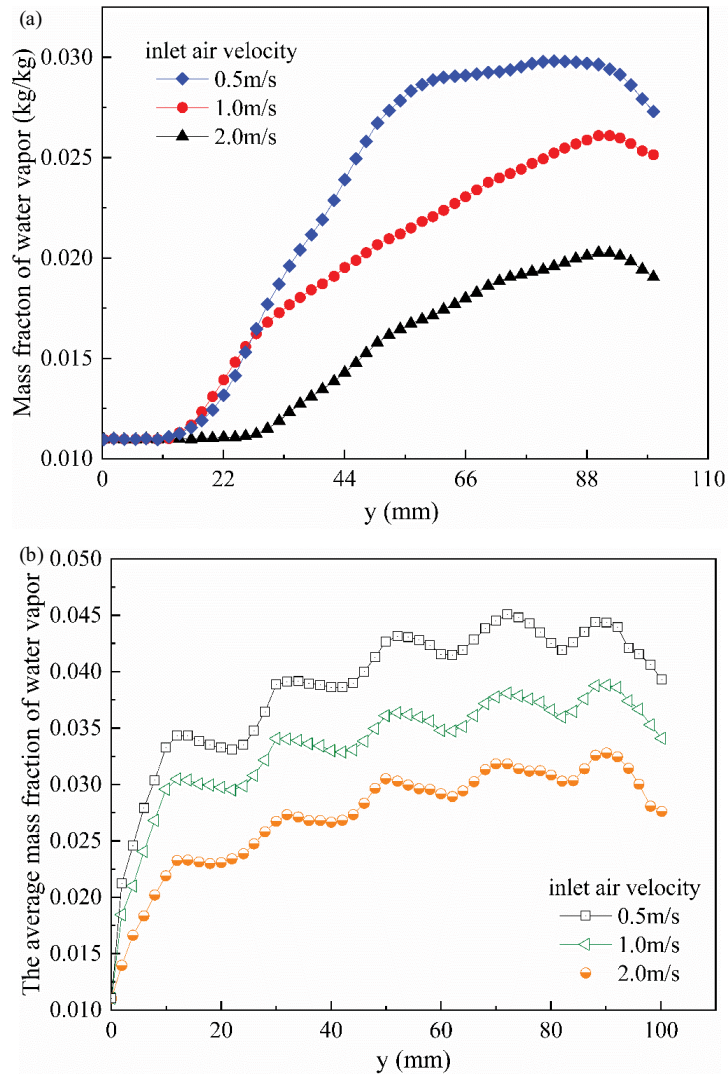 (a)
Mass fracton of water vapor (kg/kg)
0.030
0.025
0.020
0.015
0.010
inlet air velocity
0.5m/s
1.0m/s
2.0m/s
0 22 44 66 88 110
y (mm)
(b)
The average mass fraction of water vapor
0.050
0.045
0.040
0.035
0.030
0.025
0.020
0.015
0.010
inlet air velocity
0.5m/s
1.0m/s
2.0m/s
0 20 40 60 80 100
y (mm)